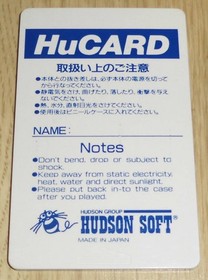 HuCARD
取扱い上のご注意
●本体との抜き差しは、必ず本体の電源を切って
から行なってください。
●静電気をさけ、曲げたり、落したり、衝撃を与え
ないでください。
●熱、水分、直射日光をさけてください。
●使用後はビニールケースに入れてください。
NAME:
Notes
●Don't bend, drop or subject to
shock.
●Keep away from static electricity,
heat, water and direct sunlight.
●Please put back in-to the case
after you played.
HUDSON GROUP
HUDSON SOFT®
MADE IN JAPAN